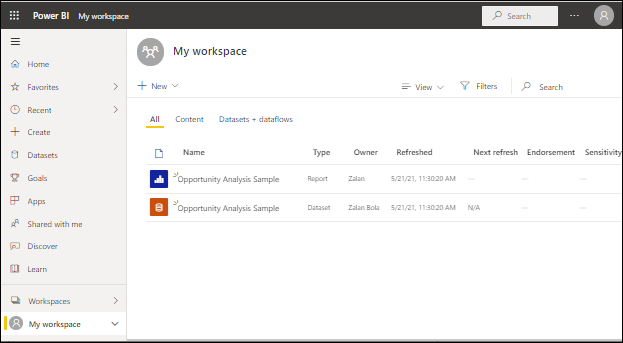 Power BI My workspace Search ...
My workspace
Home
Favorites
Recent
Create
Datasets
Goals
Apps
Shared with me
Discover
Learn
Workspaces
My workspace
New View Filters Search
All Content Datasets + dataflows
Name Type Owner Refreshed Next refresh Endorsement Sensitivity
Opportunity Analysis Sample Report Zalan 5/21/21, 11:30:20 AM — — —
Opportunity Analysis Sample Dataset Zalan Bola 5/21/21, 11:30:20 AM N/A — —